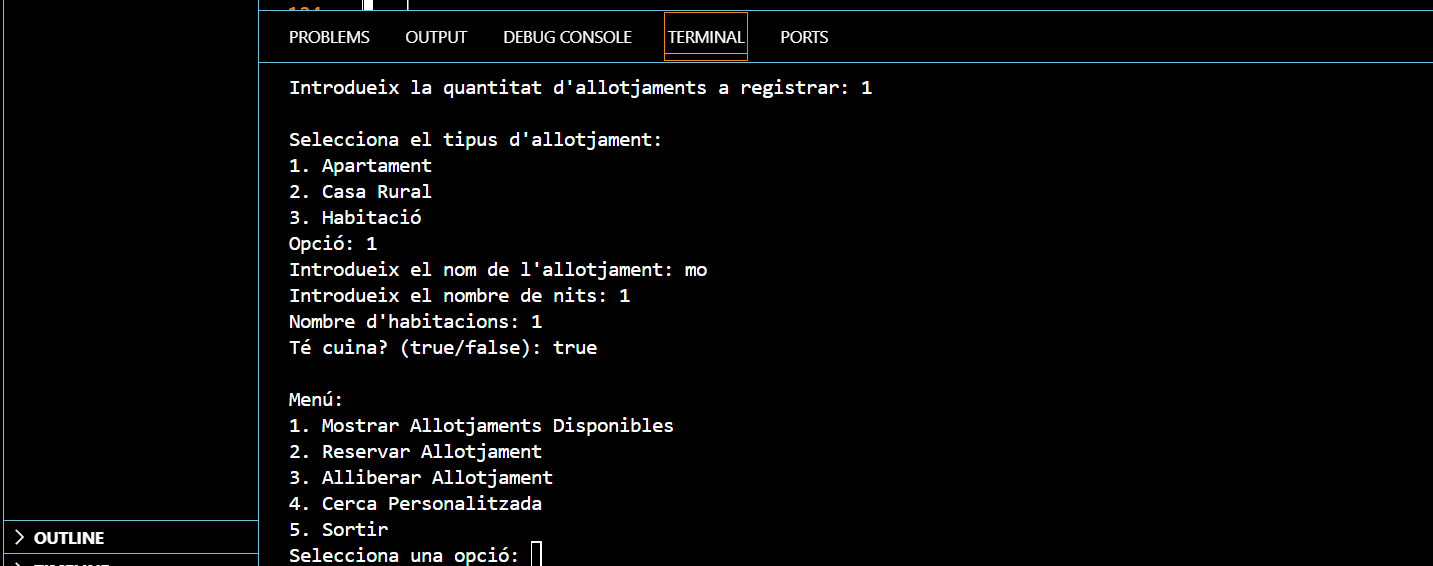 PROBLEMS OUTPUT DEBUG CONSOLE TERMINAL PORTS
Introdueix la quantitat d'allotjaments a registrar: 1
Selecciona el tipus d'allotjament:
1. Apartament
2. Casa Rural
3. Habitació
Opció: 1
Introdueix el nom de l'allotjament: mo
Introdueix el nombre de nits: 1
Nombre d'habitacions: 1
Té cuina? (true/false): true
Menú:
1. Mostrar Allotjaments Disponibles
2. Reservar Allotjament
3. Alliberar Allotjament
4. Cerca Personalitzada
5. Sortir
OUTLINE
Selecciona una opció: